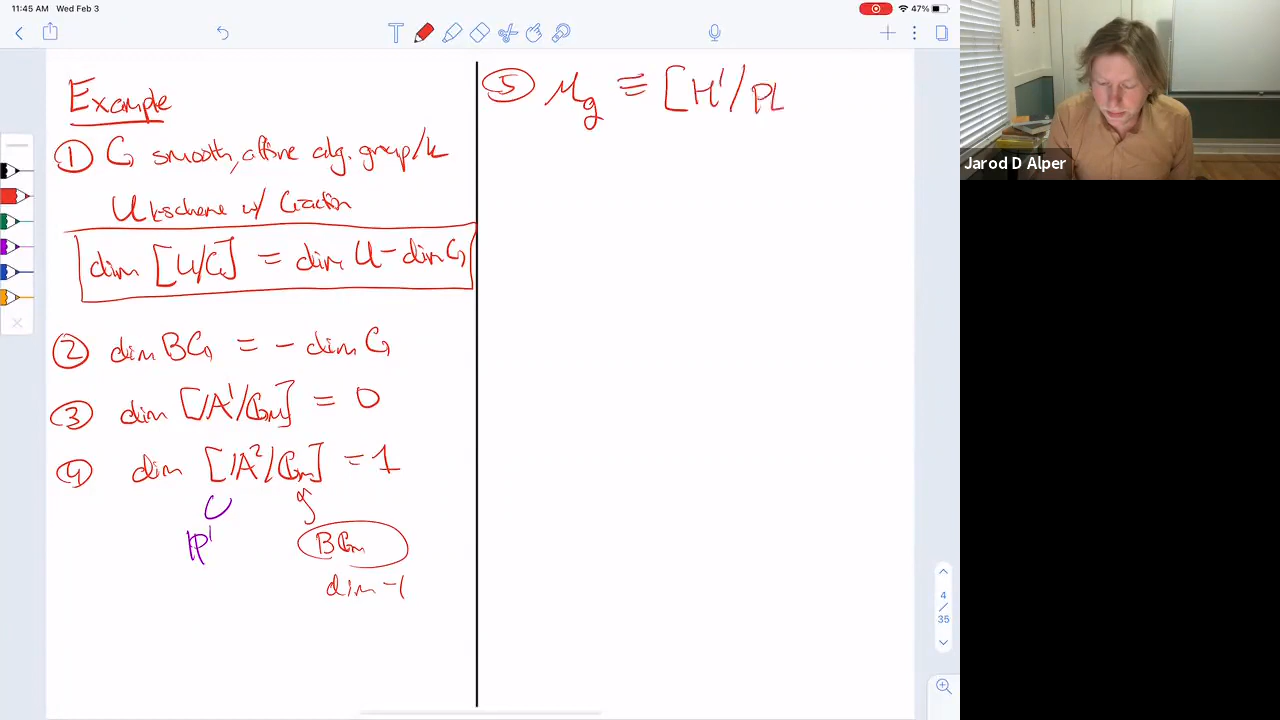 11:45 AM Wed Feb 3
47%
Example
① G smooth, affine alg. group/k
U k-scheme w/ G-action
dim [U/G] = dim U - dim G
② dim BG = - dim G
③ dim [A¹/Gm] = 0
④ dim [A²/Gm] = 1
P¹
BGm
dim -1
⑤ Mg ≡ [H'/PL
4
/
35
Jarod D Alper